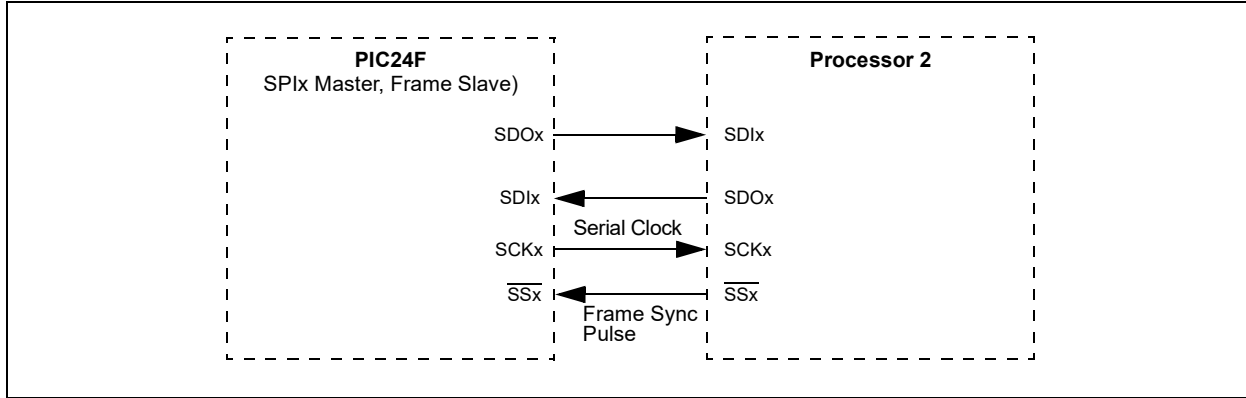 PIC24F
SPIx Master, Frame Slave)
Processor 2
SDOx
SDIx
SDIx
SDOx
Serial Clock
SCKx
SCKx
SSx
SSx
Frame Sync
Pulse